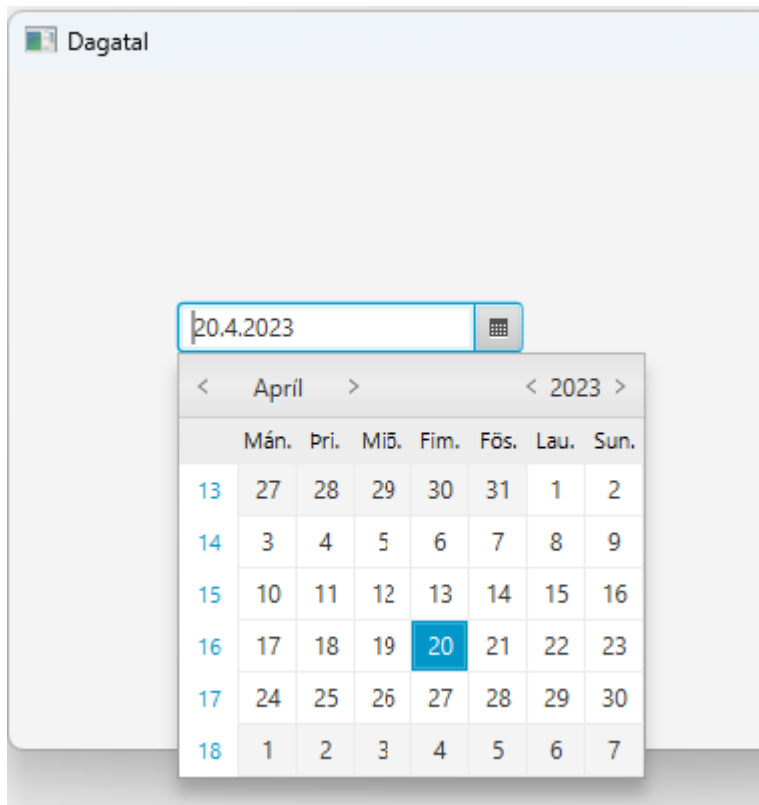 Dagatal
20.4.2023
< Apríl > < 2023 >
Mán. Þri. Mið. Fim. Fös. Lau. Sun.
13 27 28 29 30 31 1 2
14 3 4 5 6 7 8 9
15 10 11 12 13 14 15 16
16 17 18 19 20 21 22 23
17 24 25 26 27 28 29 30
18 1 2 3 4 5 6 7